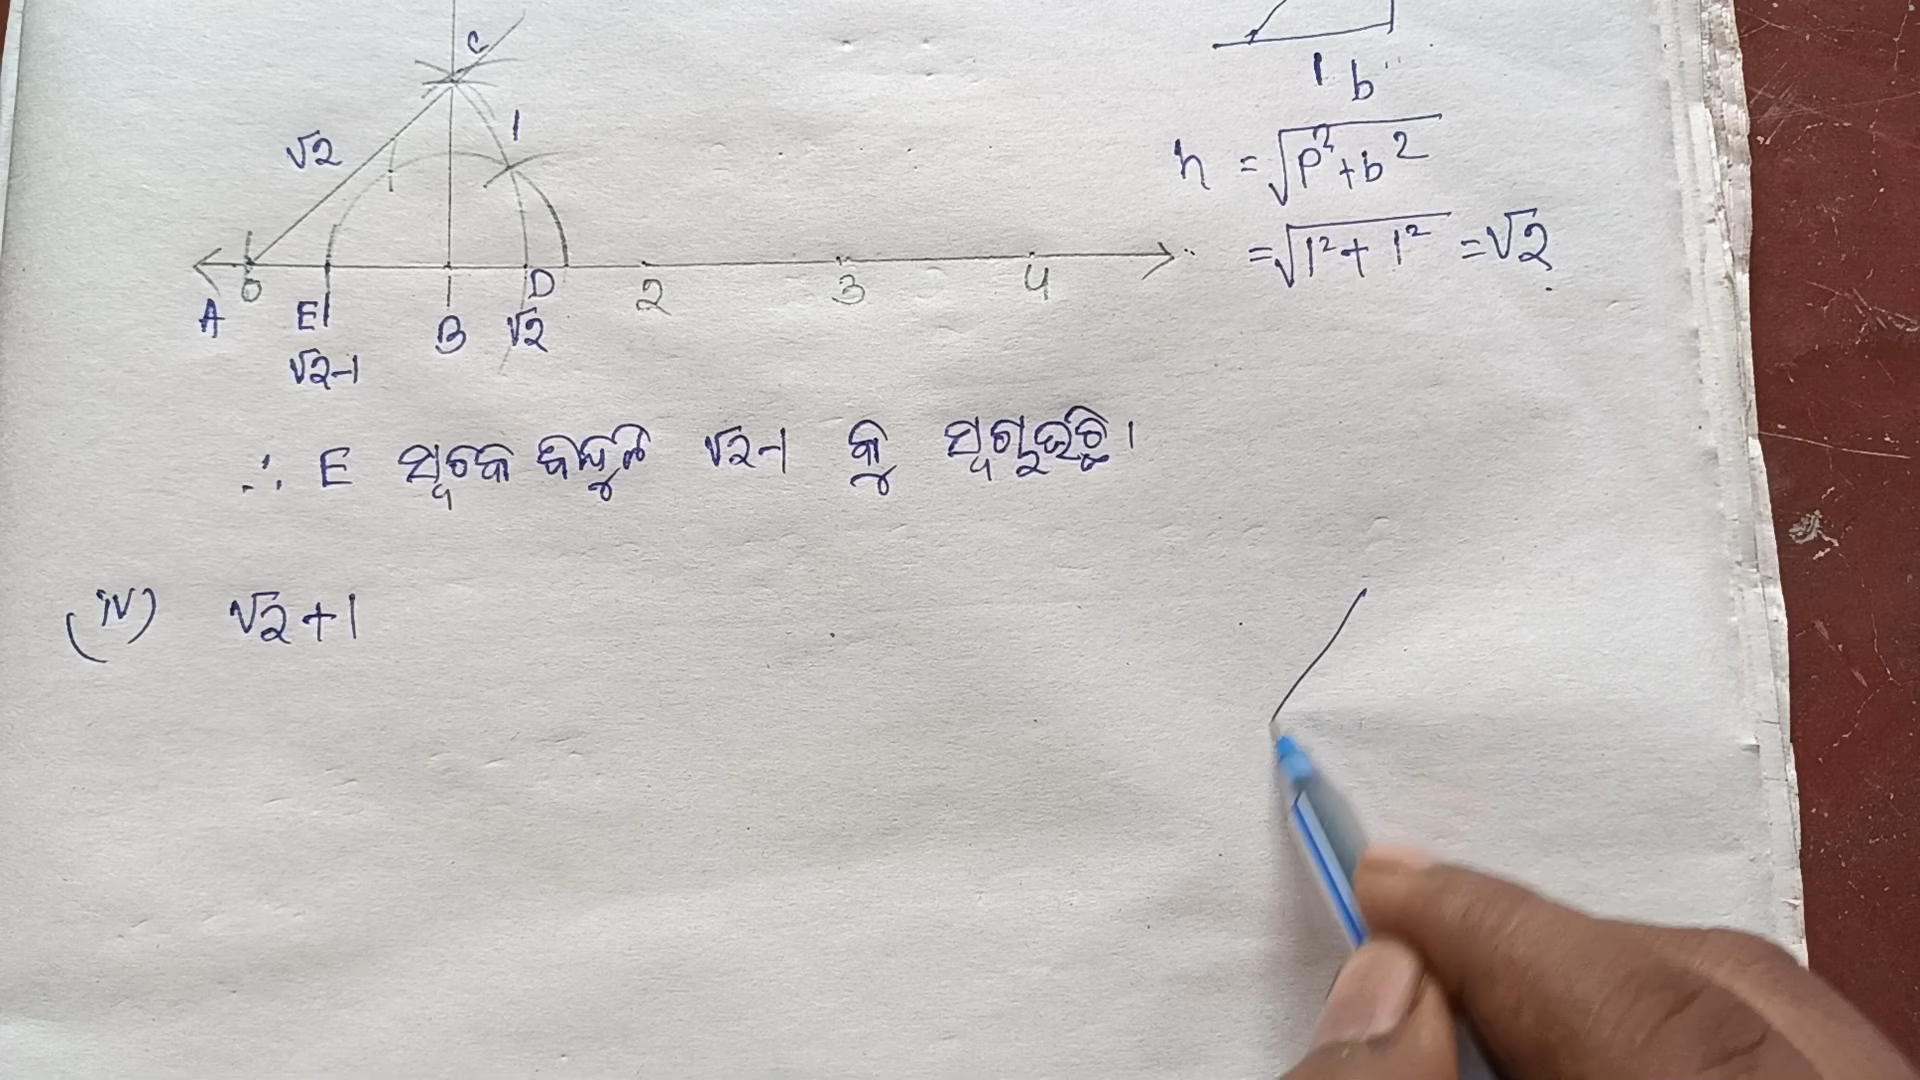 C
1
√2
1 b
h = √p²+b²
= √1²+1² = √2
0 D 2 3 4
A E B √2
√2-1
∴ E ସୂଚକ ବିନ୍ଦୁଟି √2-1 କୁ ସୂଚାଉଛି।
(iv) √2+1